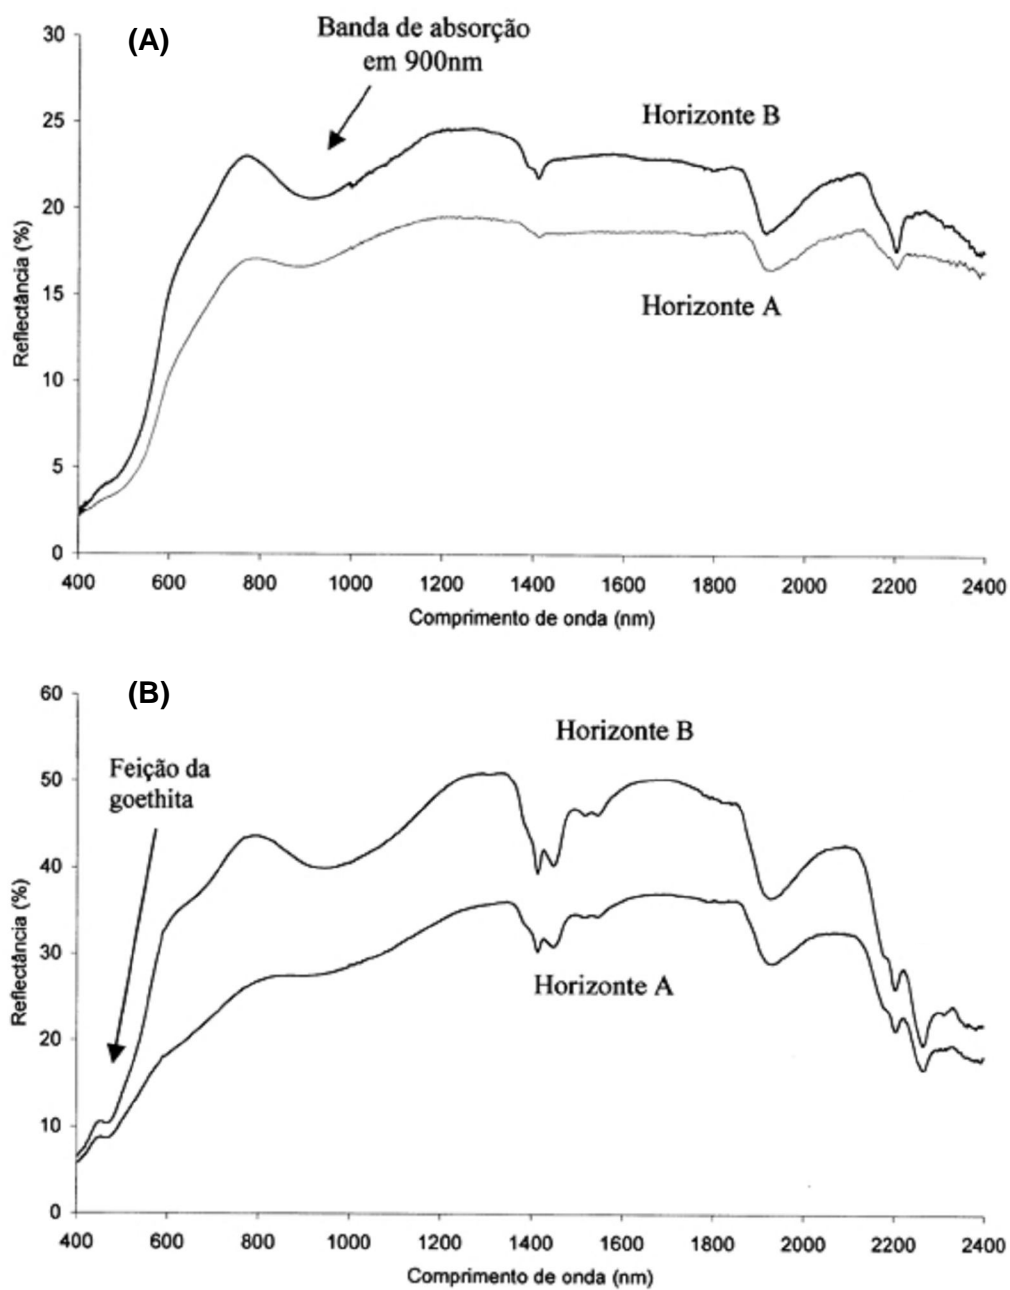 (A)
Banda de absorção
em 900nm
Horizonte B
Horizonte A
Reflectância (%)
30
25
20
15
10
5
0
400 600 800 1000 1200 1400 1600 1800 2000 2200 2400
Comprimento de onda (nm)
(B)
Horizonte B
Feição da
goethita
Horizonte A
Reflectância (%)
60
50
40
30
20
10
0
400 600 800 1000 1200 1400 1600 1800 2000 2200 2400
Comprimento de onda (nm)